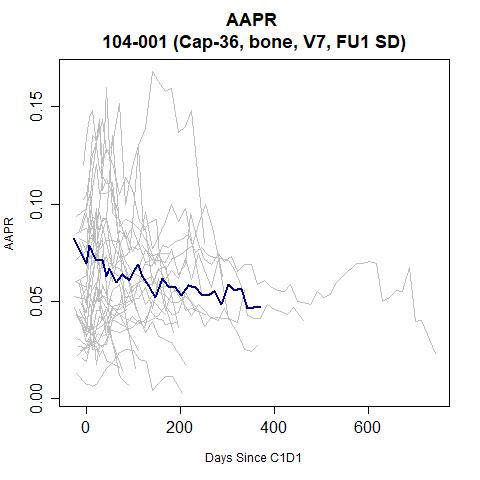 AAPR
104-001 (Cap-36, bone, V7, FU1 SD)
AAPR
0.15
0.10
0.05
0.00
0 200 400 600
Days Since C1D1